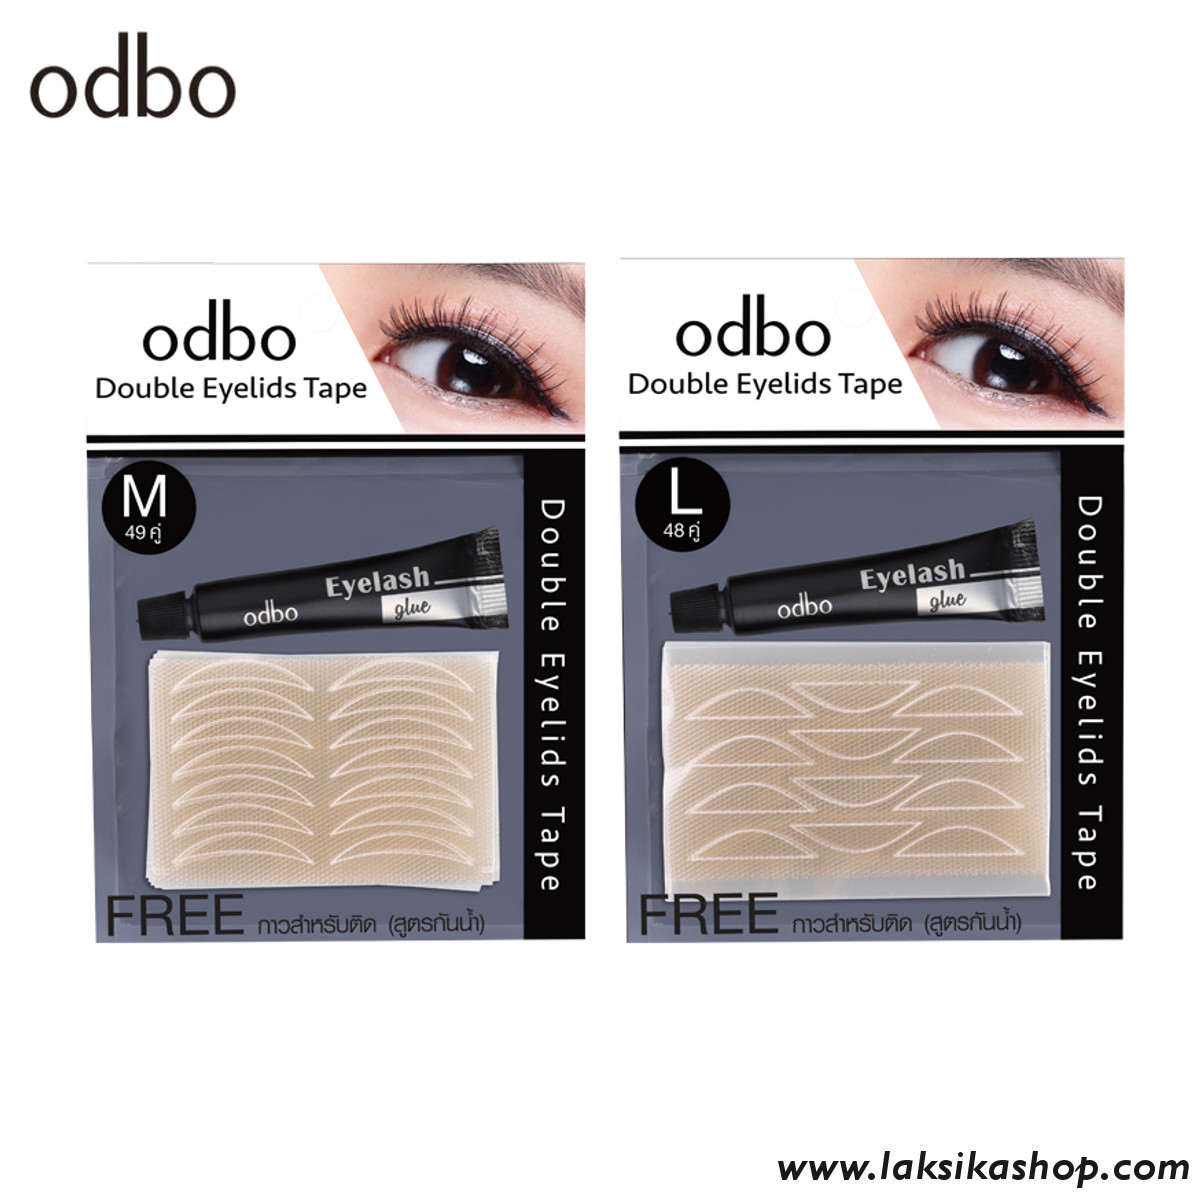 odbo
odbo
Double Eyelids Tape
M
49 คู่
Eyelash
odbo
glue
Double Eyelids Tape
FREE กาวสำหรับติด (สูตรกันน้ำ)
odbo
Double Eyelids Tape
L
48 คู่
Eyelash
odbo
glue
Double Eyelids Tape
FREE กาวสำหรับติด (สูตรกันน้ำ)
www.laksikashop.com